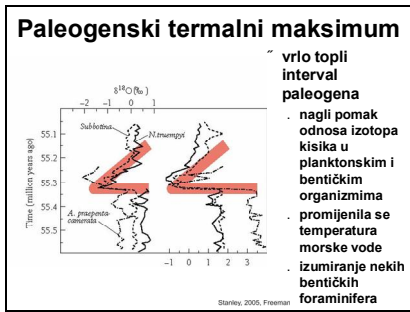 Paleogenski termalni maksimum
˝ vrlo topli
interval
paleogena
. nagli pomak
odnosa izotopa
kisika u
planktonskim i
bentičkim
organizmima
. promijenila se
temperatura
morske vode
. izumiranje nekih
bentičkih
foraminifera
δ¹⁸O (‰)
-2 -1 0 1
Subbotina
N. truempyi
55.1
55.2
55.3
55.4
55.5
Time (million years ago)
A. praepenta-
camerata
-1 0 1 2 3
Stanley, 2005, Freeman